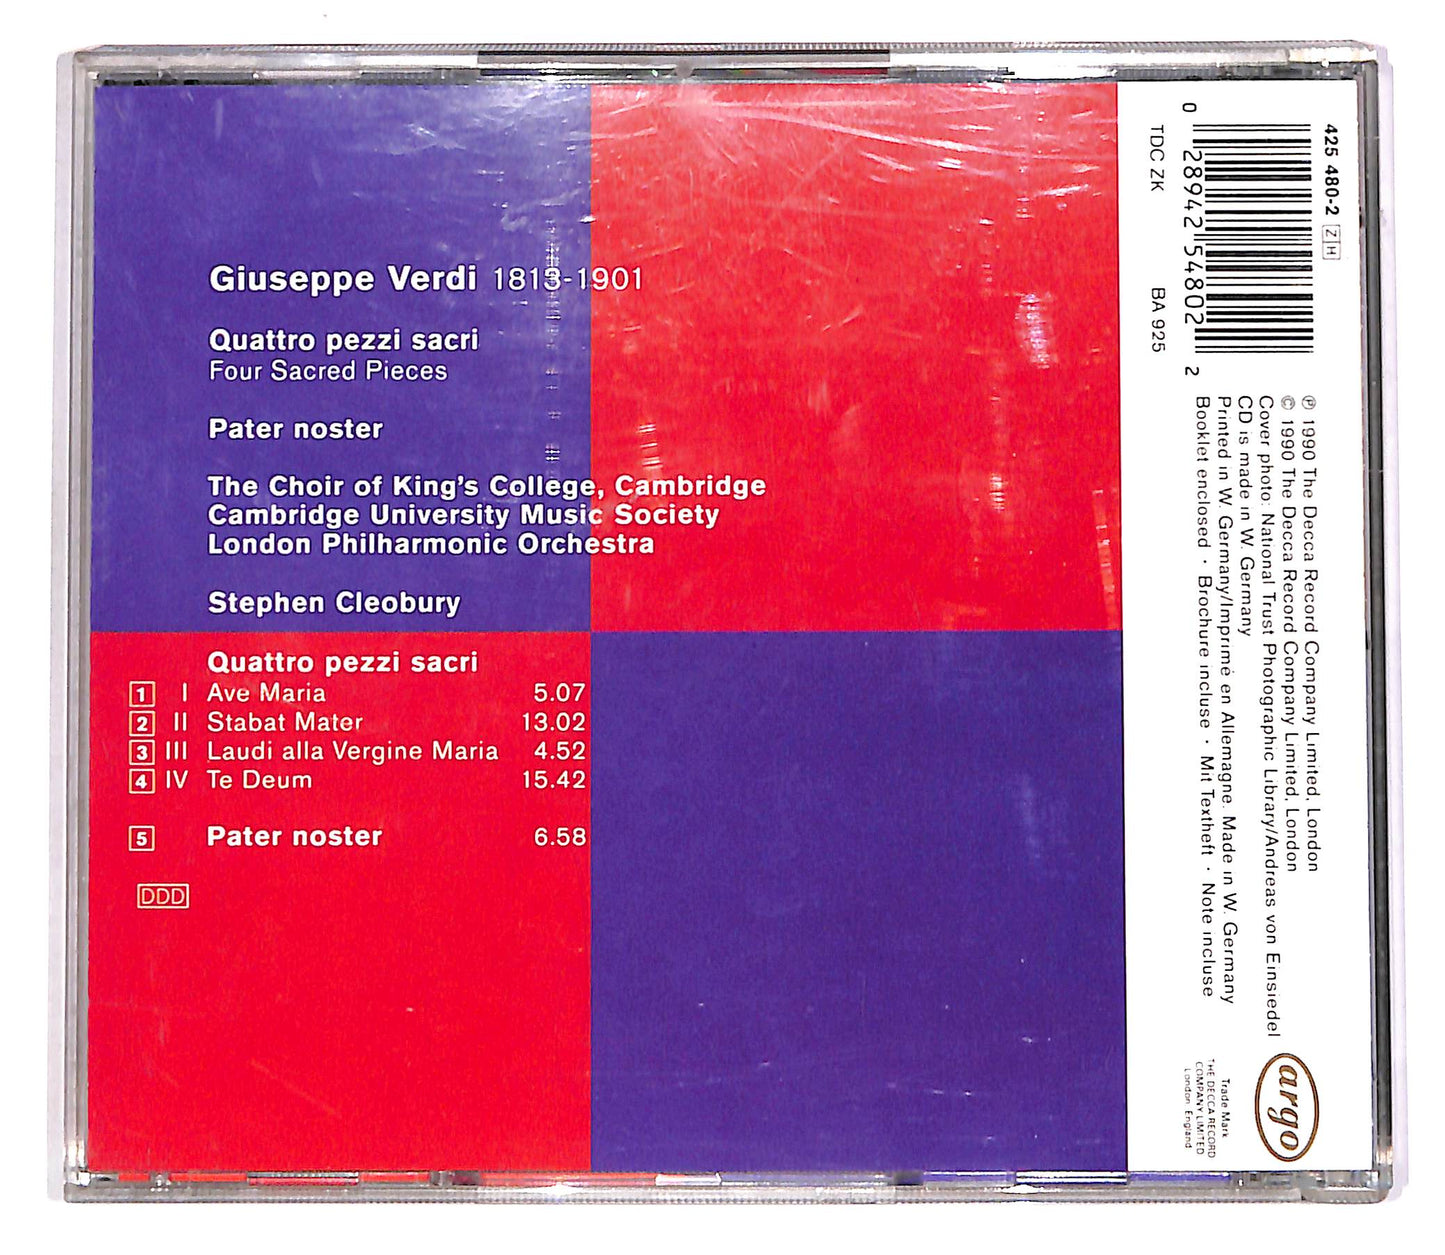 Giuseppe Verdi 1813-1901
Quattro pezzi sacri
Four Sacred Pieces
Pater noster
The Choir of King's College, Cambridge
Cambridge University Music Society
London Philharmonic Orchestra
Stephen Cleobury
Quattro pezzi sacri
1 I Ave Maria 5.07
2 II Stabat Mater 13.02
3 III Laudi alla Vergine Maria 4.52
4 IV Te Deum 15.42
5 Pater noster 6.58
DDD
425 480-2 ZH
0 28942 54802 2
TDC ZK BA 925
℗ 1990 The Decca Record Company Limited, London
© 1990 The Decca Record Company Limited, London
Cover photo: National Trust Photographic Library/Andreas von Einsiedel
CD is made in W. Germany
Printed in W. Germany/Imprimé en Allemagne. Made in W. Germany
Booklet enclosed · Brochure incluse · Mit Textheft · Note incluse
argo
Trade Mark
THE DECCA RECORD
COMPANY LIMITED
London England